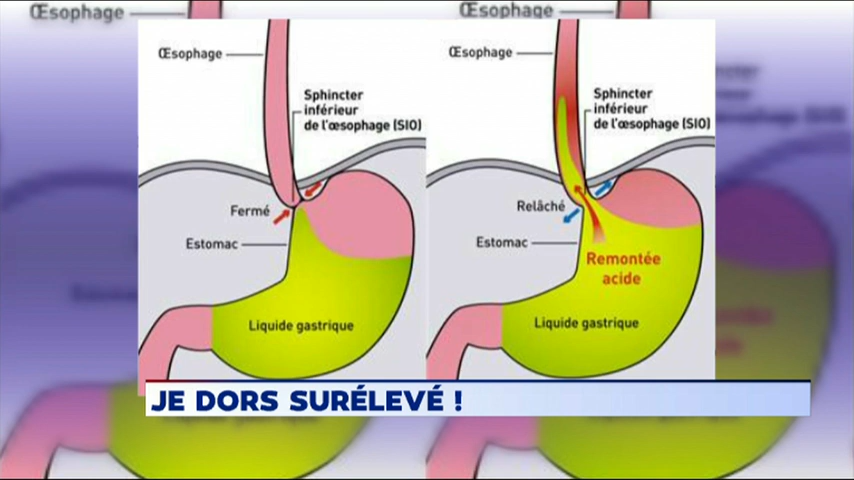 Œsophage
Œsophage
Œsophage
Sphincter
inférieur
de l'œsophage (SIO)
Fermé
Estomac
Liquide gastrique
Œsophage
Sphincter
inférieur
de l'œsophage (SIO)
Relâché
Estomac
Remontée
acide
Liquide gastrique
JE DORS SURÉLEVÉ !